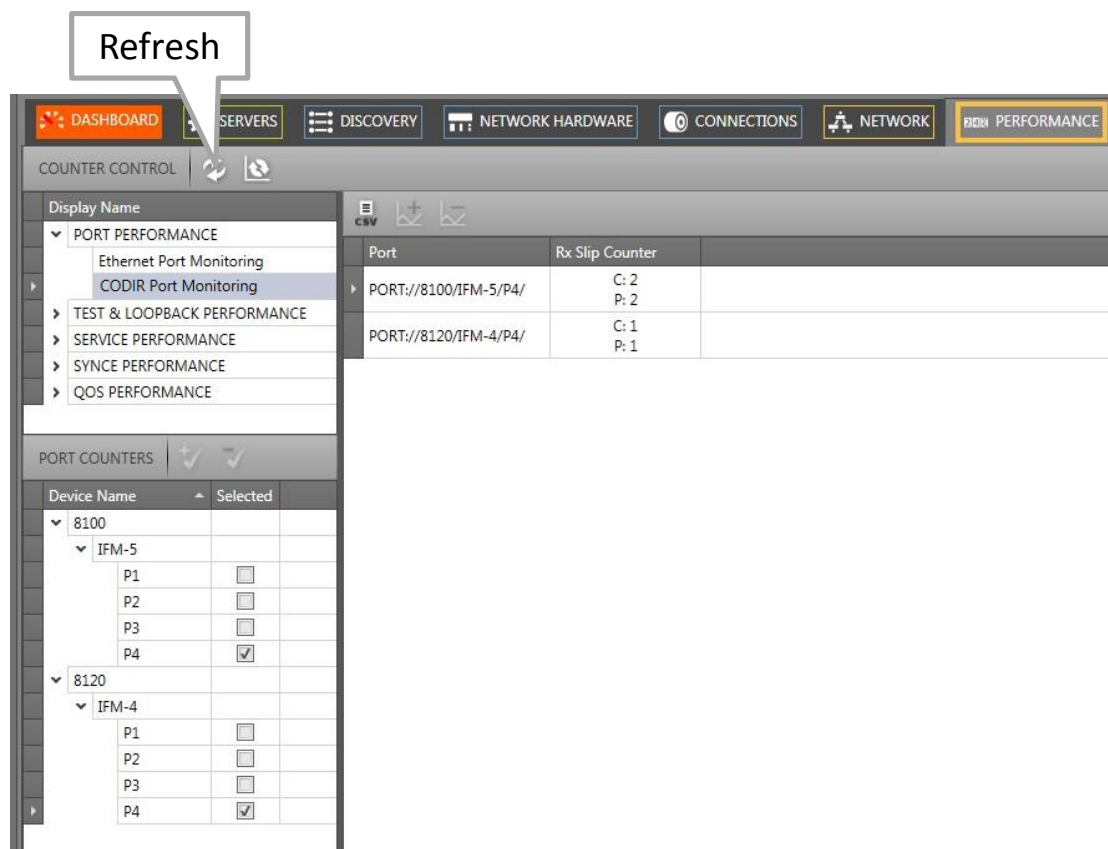 Refresh
DASHBOARD SERVERS DISCOVERY NETWORK HARDWARE CONNECTIONS NETWORK PERFORMANCE
COUNTER CONTROL
Display Name
PORT PERFORMANCE
Ethernet Port Monitoring
CODIR Port Monitoring
TEST & LOOPBACK PERFORMANCE
SERVICE PERFORMANCE
SYNCE PERFORMANCE
QOS PERFORMANCE
CSV
Port Rx Slip Counter
PORT://8100/IFM-5/P4/ C: 2
P: 2
PORT://8120/IFM-4/P4/ C: 1
P: 1
PORT COUNTERS
Device Name Selected
8100
IFM-5
P1
P2
P3
P4
8120
IFM-4
P1
P2
P3
P4